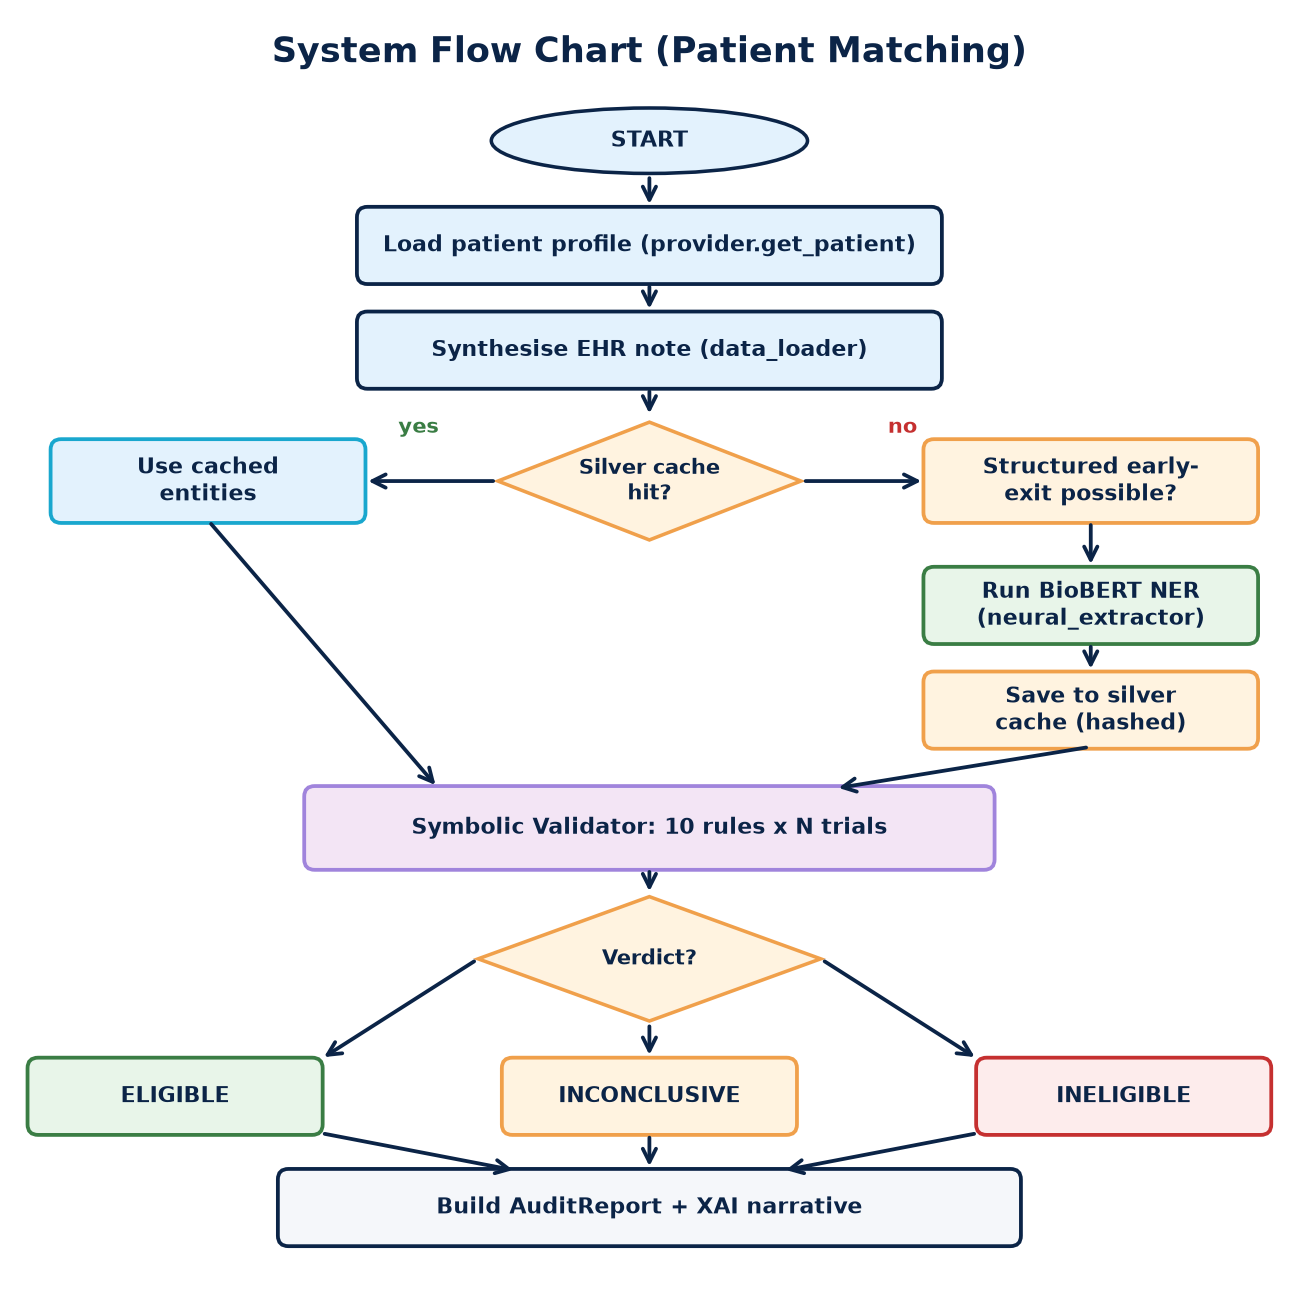 System Flow Chart (Patient Matching)
START
Load patient profile (provider.get_patient)
Synthesise EHR note (data_loader)
yes
no
Use cached
entities
Silver cache
hit?
Structured early-
exit possible?
Run BioBERT NER
(neural_extractor)
Save to silver
cache (hashed)
Symbolic Validator: 10 rules x N trials
Verdict?
ELIGIBLE
INCONCLUSIVE
INELIGIBLE
Build AuditReport + XAI narrative